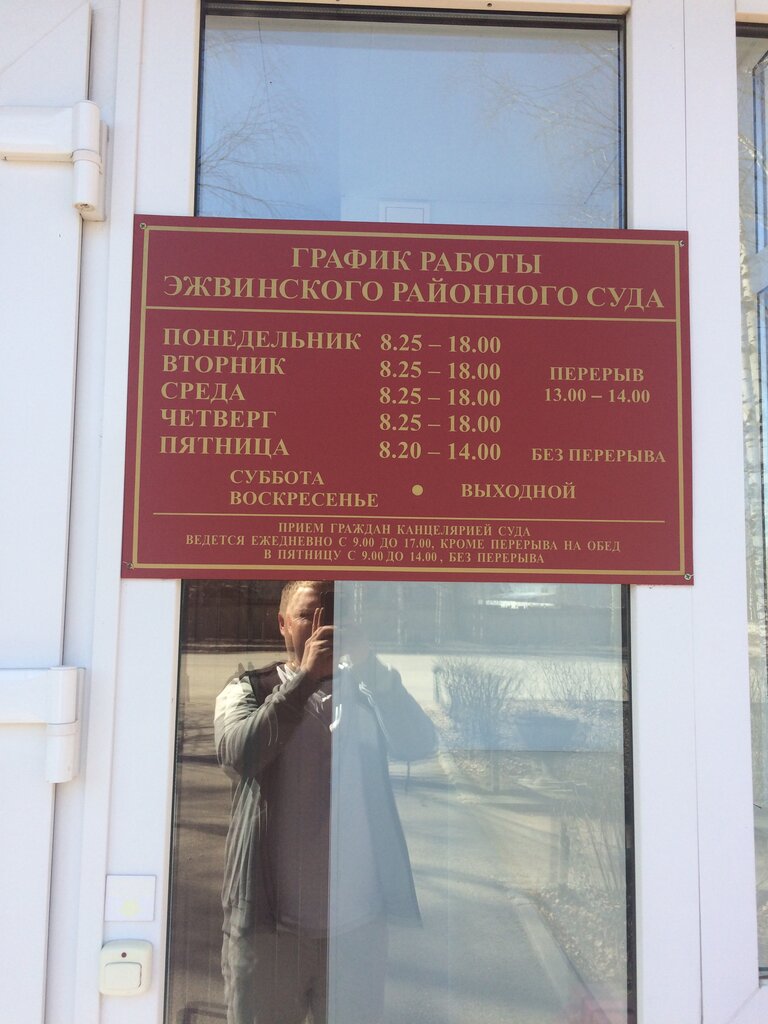 ГРАФИК РАБОТЫ
ЭЖВИНСКОГО РАЙОННОГО СУДА
ПОНЕДЕЛЬНИК 8.25 – 18.00
ВТОРНИК 8.25 – 18.00
ПЕРЕРЫВ
СРЕДА 8.25 – 18.00
13.00 – 14.00
ЧЕТВЕРГ 8.25 – 18.00
ПЯТНИЦА 8.20 – 14.00 БЕЗ ПЕРЕРЫВА
СУББОТА
ВОСКРЕСЕНЬЕ • ВЫХОДНОЙ
ПРИЕМ ГРАЖДАН КАНЦЕЛЯРИЕЙ СУДА
ВЕДЕТСЯ ЕЖЕДНЕВНО С 9.00 ДО 17.00, КРОМЕ ПЕРЕРЫВА НА ОБЕД
В ПЯТНИЦУ С 9.00 ДО 14.00 , БЕЗ ПЕРЕРЫВА